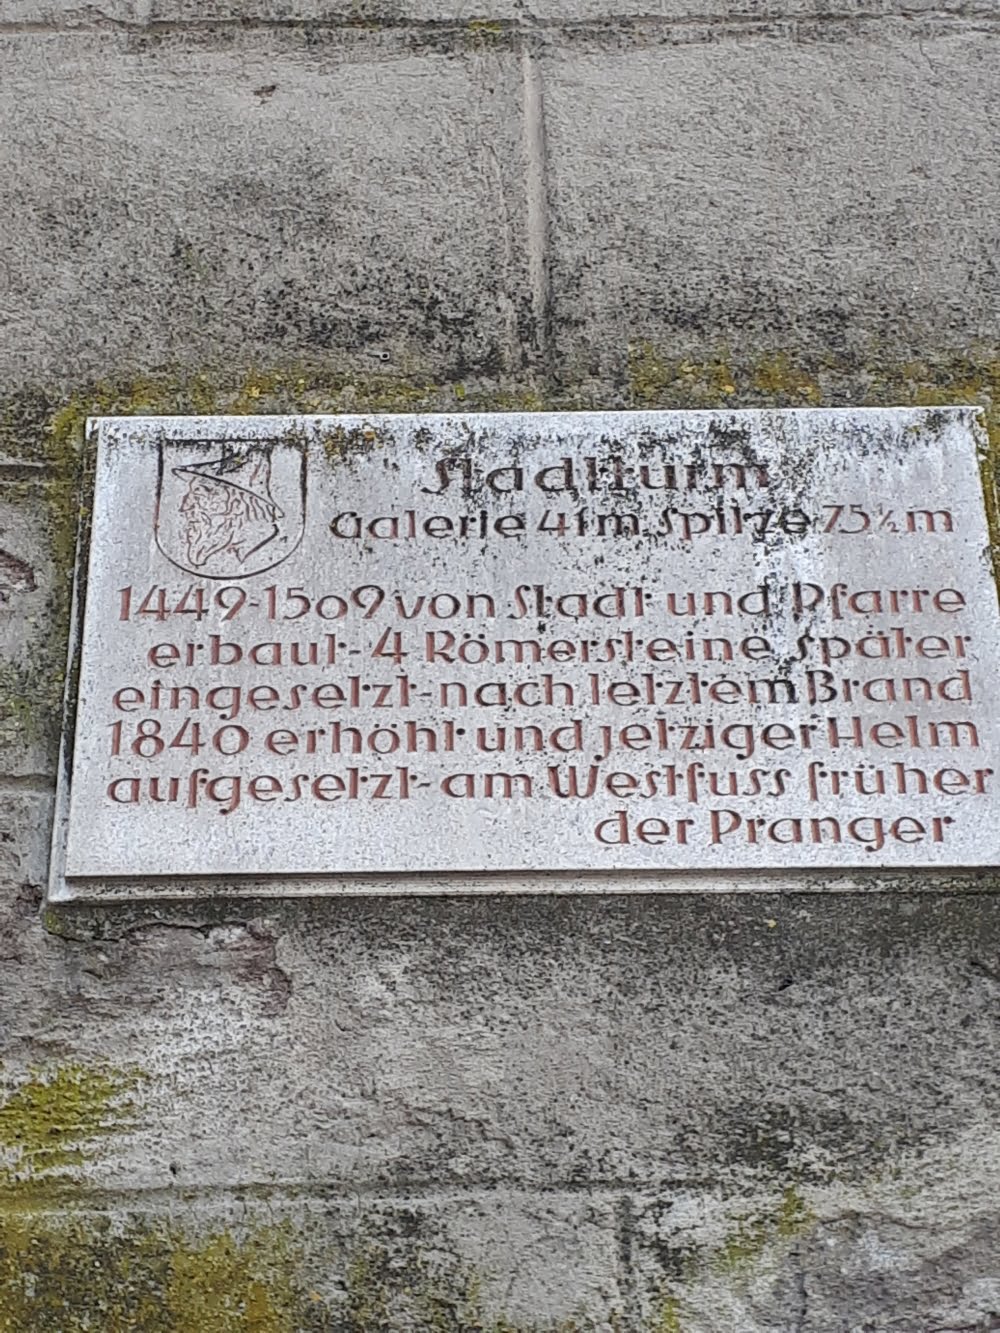 Stadtturm
Galerie 41m Spitze 75½m
1449-1509 von Stadt und Pfarre
erbaut-4 Römersteine später
eingesetzt-nach letztem Brand
1840 erhöht, und jetziger Helm
aufgesetzt-am Westfuss früher
der Pranger